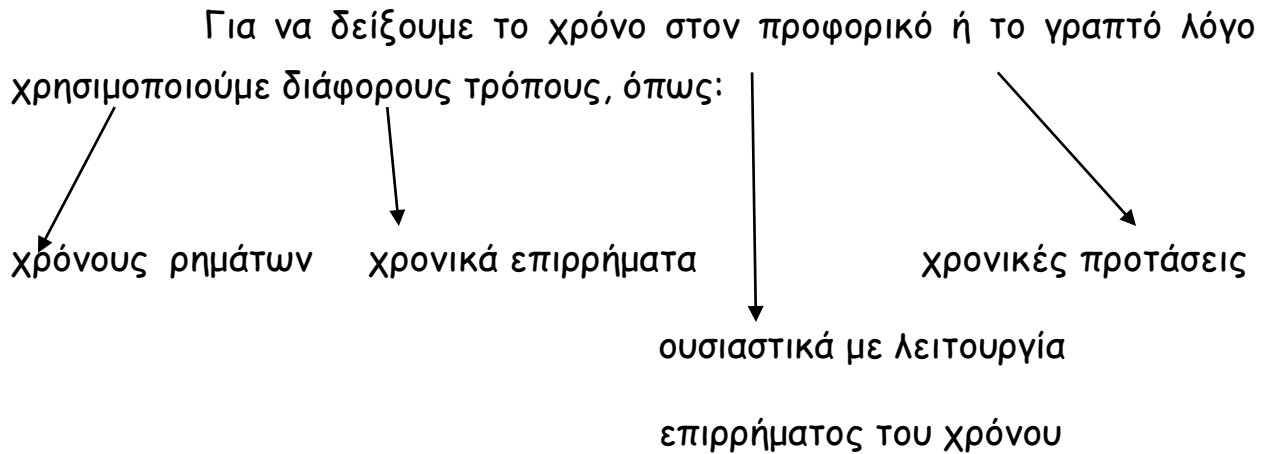 Για να δείξουμε το χρόνο στον προφορικό ή το γραπτό λόγο
χρησιμοποιούμε διάφορους τρόπους, όπως:
χρόνους ρημάτων χρονικά επιρρήματα χρονικές προτάσεις
ουσιαστικά με λειτουργία
επιρρήματος του χρόνου